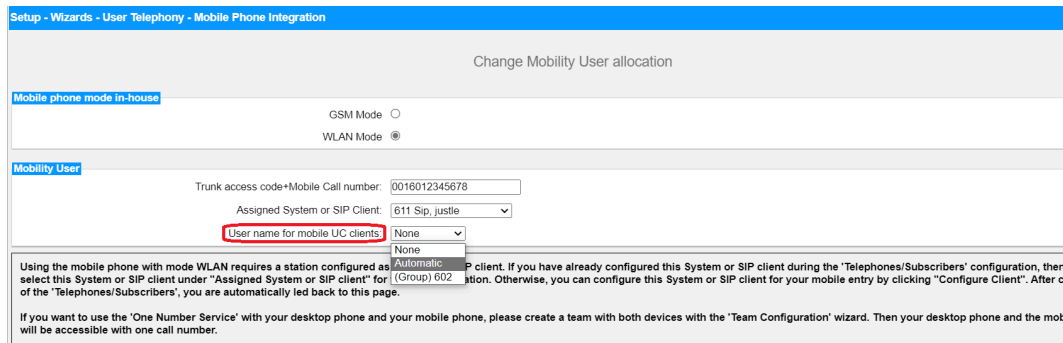 Setup - Wizards - User Telephony - Mobile Phone Integration
Change Mobility User allocation
Mobile phone mode in-house
GSM Mode
WLAN Mode
Mobility User
Trunk access code+Mobile Call number: 0016012345678
Assigned System or SIP Client: 611 Sip, justle
User name for mobile UC clients: None
None
Automatic
(Group) 602
Using the mobile phone with mode WLAN requires a station configured as P client. If you have already configured this System or SIP client during the 'Telephones/Subscribers' configuration, then
select this System or SIP client under "Assigned System or SIP client" for ation. Otherwise, you can configure this System or SIP client for your mobile entry by clicking "Configure Client". After c
of the 'Telephones/Subscribers', you are automatically led back to this page.
If you want to use the 'One Number Service' with your desktop phone and your mobile phone, please create a team with both devices with the 'Team Configuration' wizard. Then your desktop phone and the mob
will be accessible with one call number.